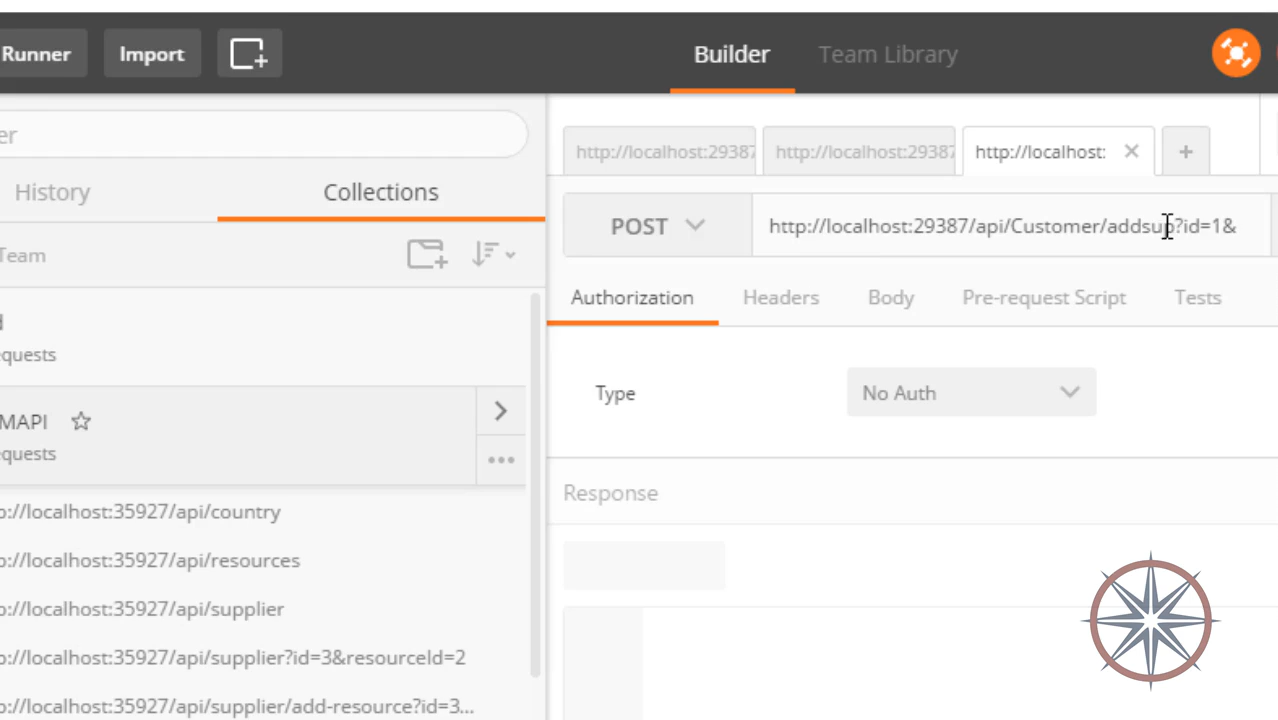 Runner
Import
Builder
Team Library
er
History
Collections
Team
http://localhost:29387
http://localhost:29387
http://localhost:
POST
http://localhost:29387/api/Customer/addsup?id=1&
Authorization
Headers
Body
Pre-request Script
Tests
Type
No Auth
Response
d
equests
MAPI
equests
p://localhost:35927/api/country
p://localhost:35927/api/resources
p://localhost:35927/api/supplier
p://localhost:35927/api/supplier?id=3&resourceId=2
p://localhost:35927/api/supplier/add-resource?id=3...